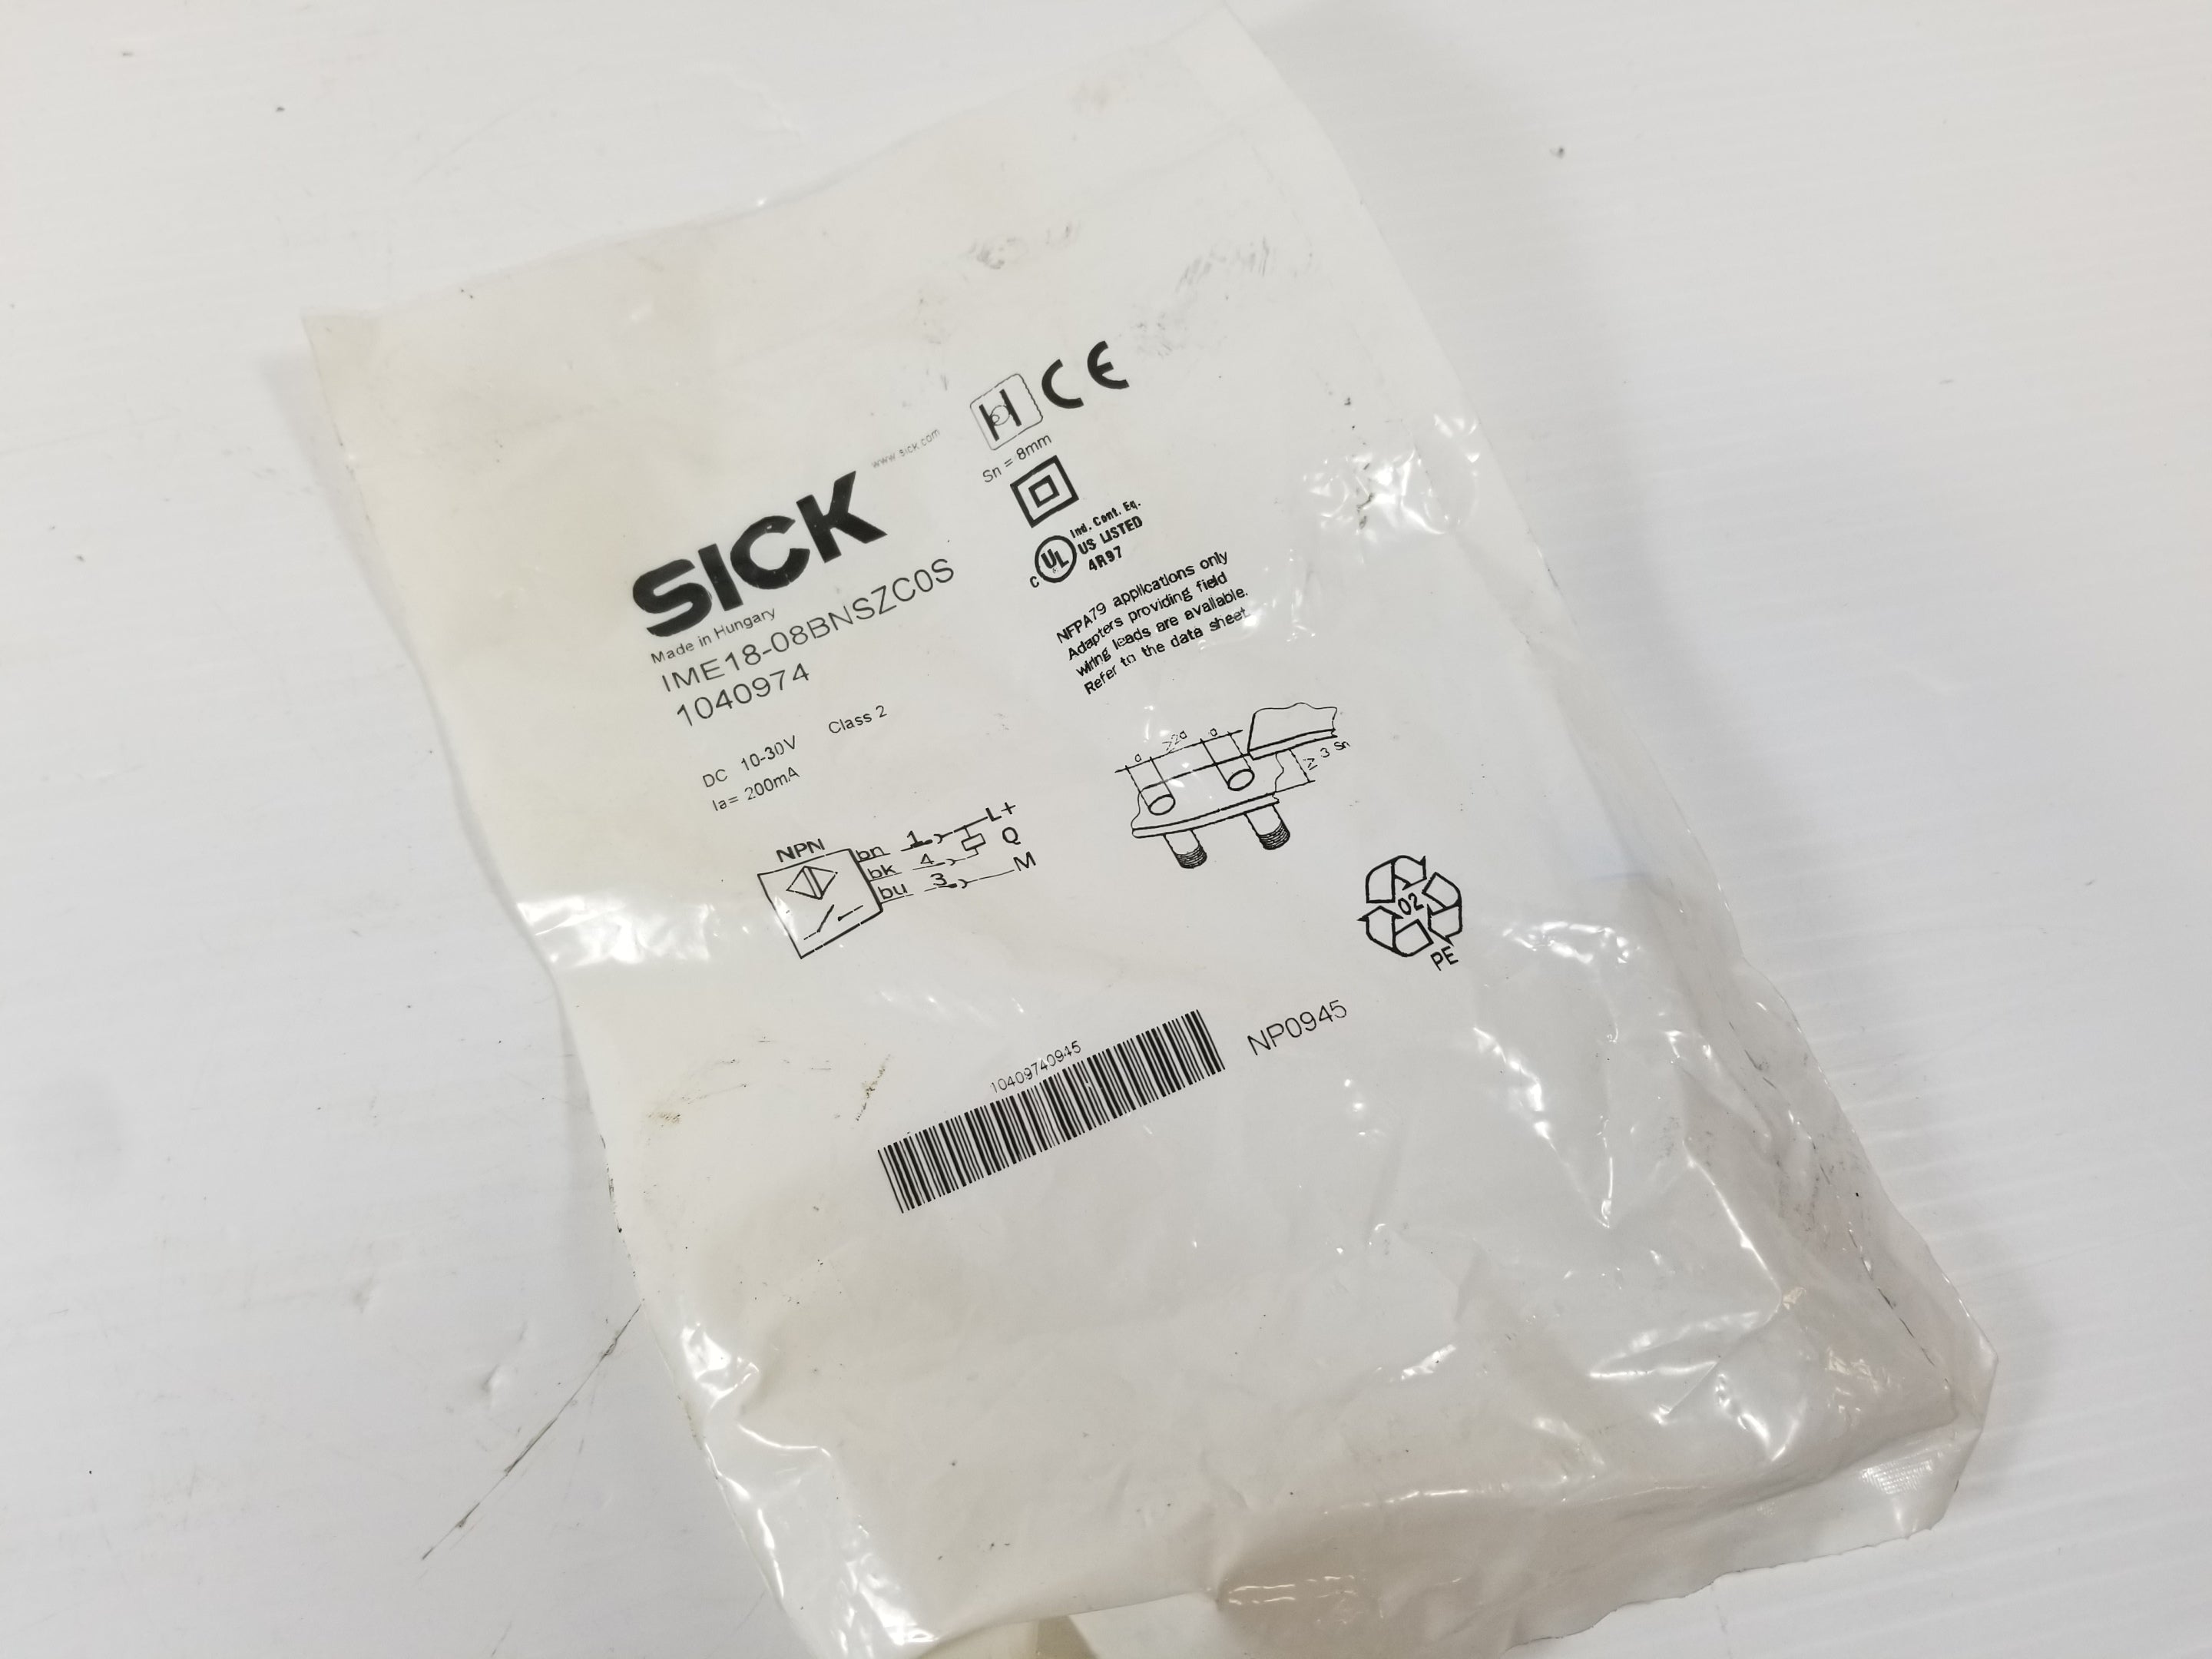 www.sick.com
SICK
Made in Hungary
IME18-08BNSZC0S
1040974
DC 10-30V Class 2
Ia= 200mA
NPN
bn 1 L+
bk 4 Q
bu 3 M
H CE
Sn = 8mm
C UL Ind. Cont. Eq.
US LISTED
4R97
NFPA79 applications only
Adapters providing field
wiring leads are available.
Refer to the data sheet.
d ≥2d d
≥ 3 Sn
02
PE
10409740945
NP0945